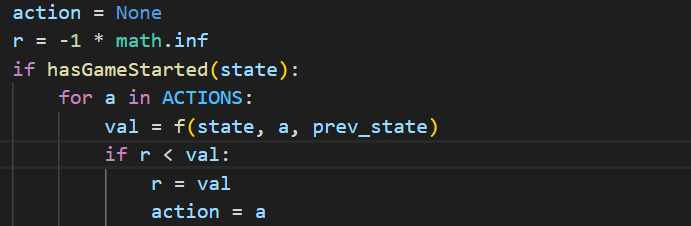 action = None
r = -1 * math.inf
if hasGameStarted(state):
    for a in ACTIONS:
        val = f(state, a, prev_state)
        if r < val:
            r = val
            action = a